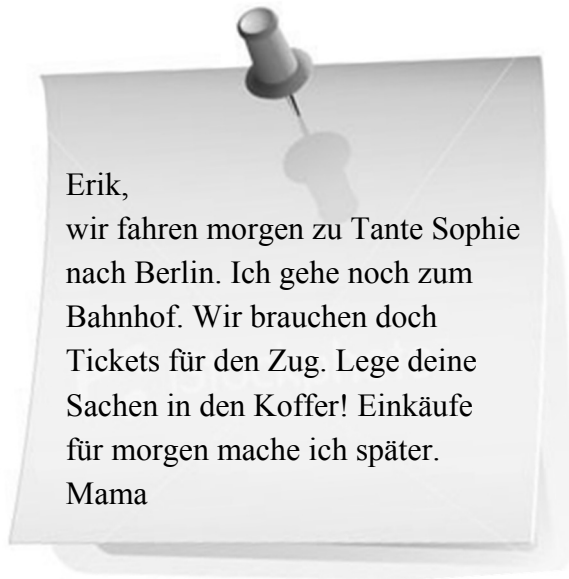 Erik,
wir fahren morgen zu Tante Sophie
nach Berlin. Ich gehe noch zum
Bahnhof. Wir brauchen doch
Tickets für den Zug. Lege deine
Sachen in den Koffer! Einkäufe
für morgen mache ich später.
Mama